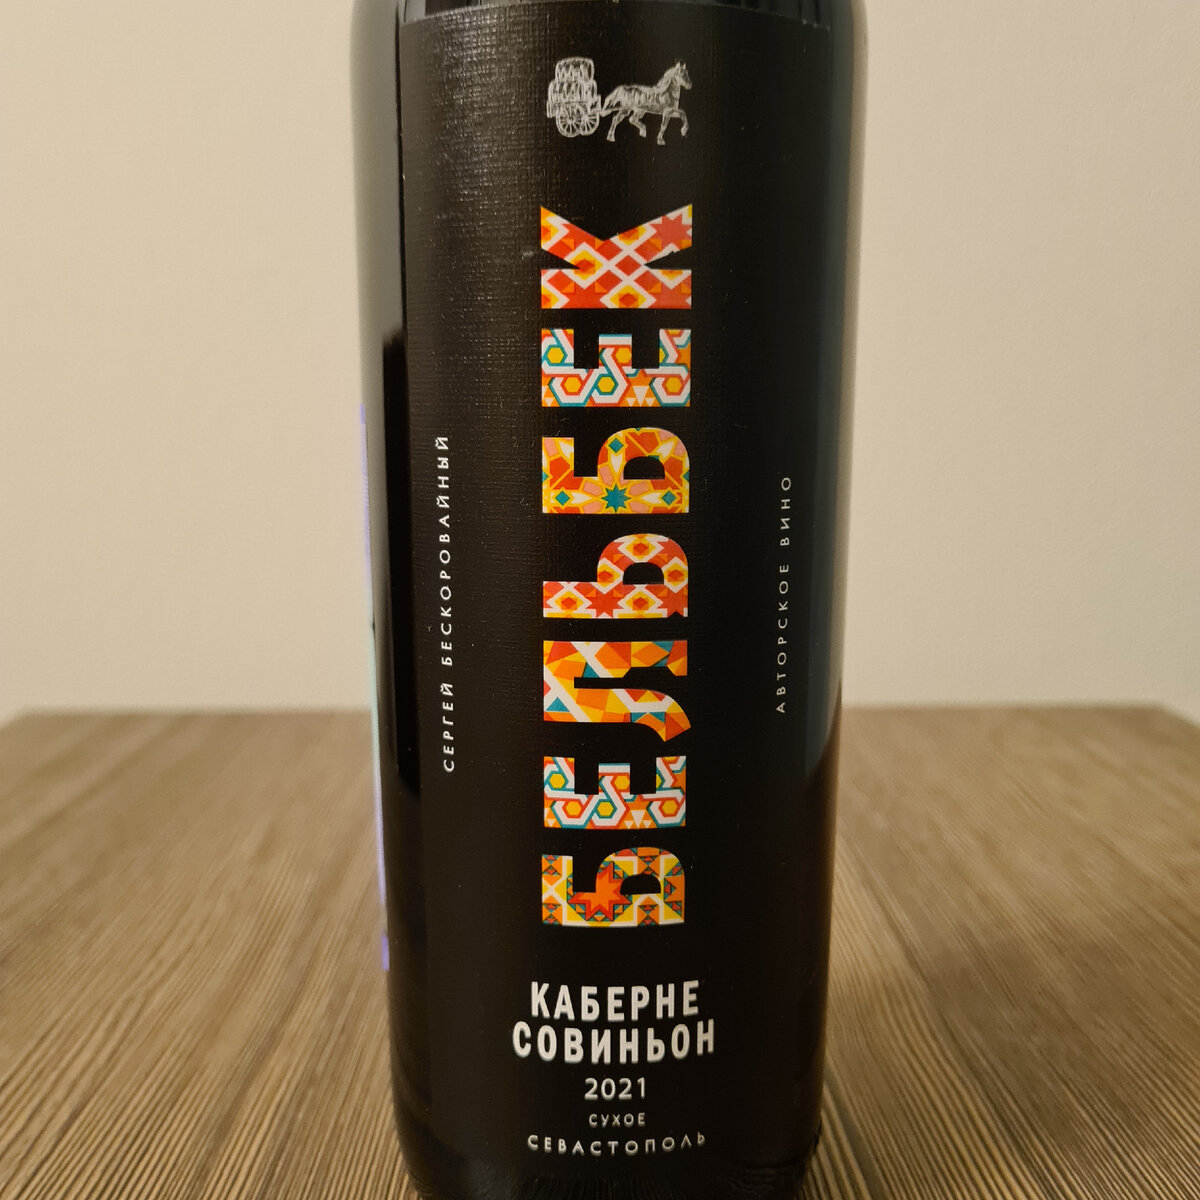 СЕРГЕЙ БЕСКОРОВАЙНЫЙ
БЕЛЬБЕК
АВТОРСКОЕ ВИНО
КАБЕРНЕ
СОВИНЬОН
2021
СУХОЕ
СЕВАСТОПОЛЬ